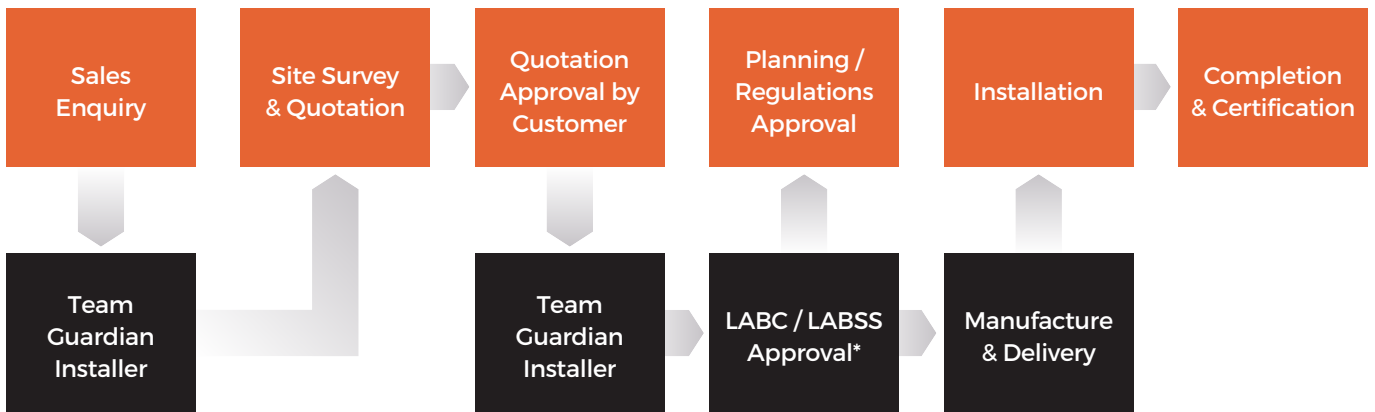 Sales
Enquiry
Site Survey
& Quotation
Quotation
Approval by
Customer
Planning /
Regulations
Approval
Installation
Completion
& Certification
Team
Guardian
Installer
Team
Guardian
Installer
LABC / LABSS
Approval*
Manufacture
& Delivery